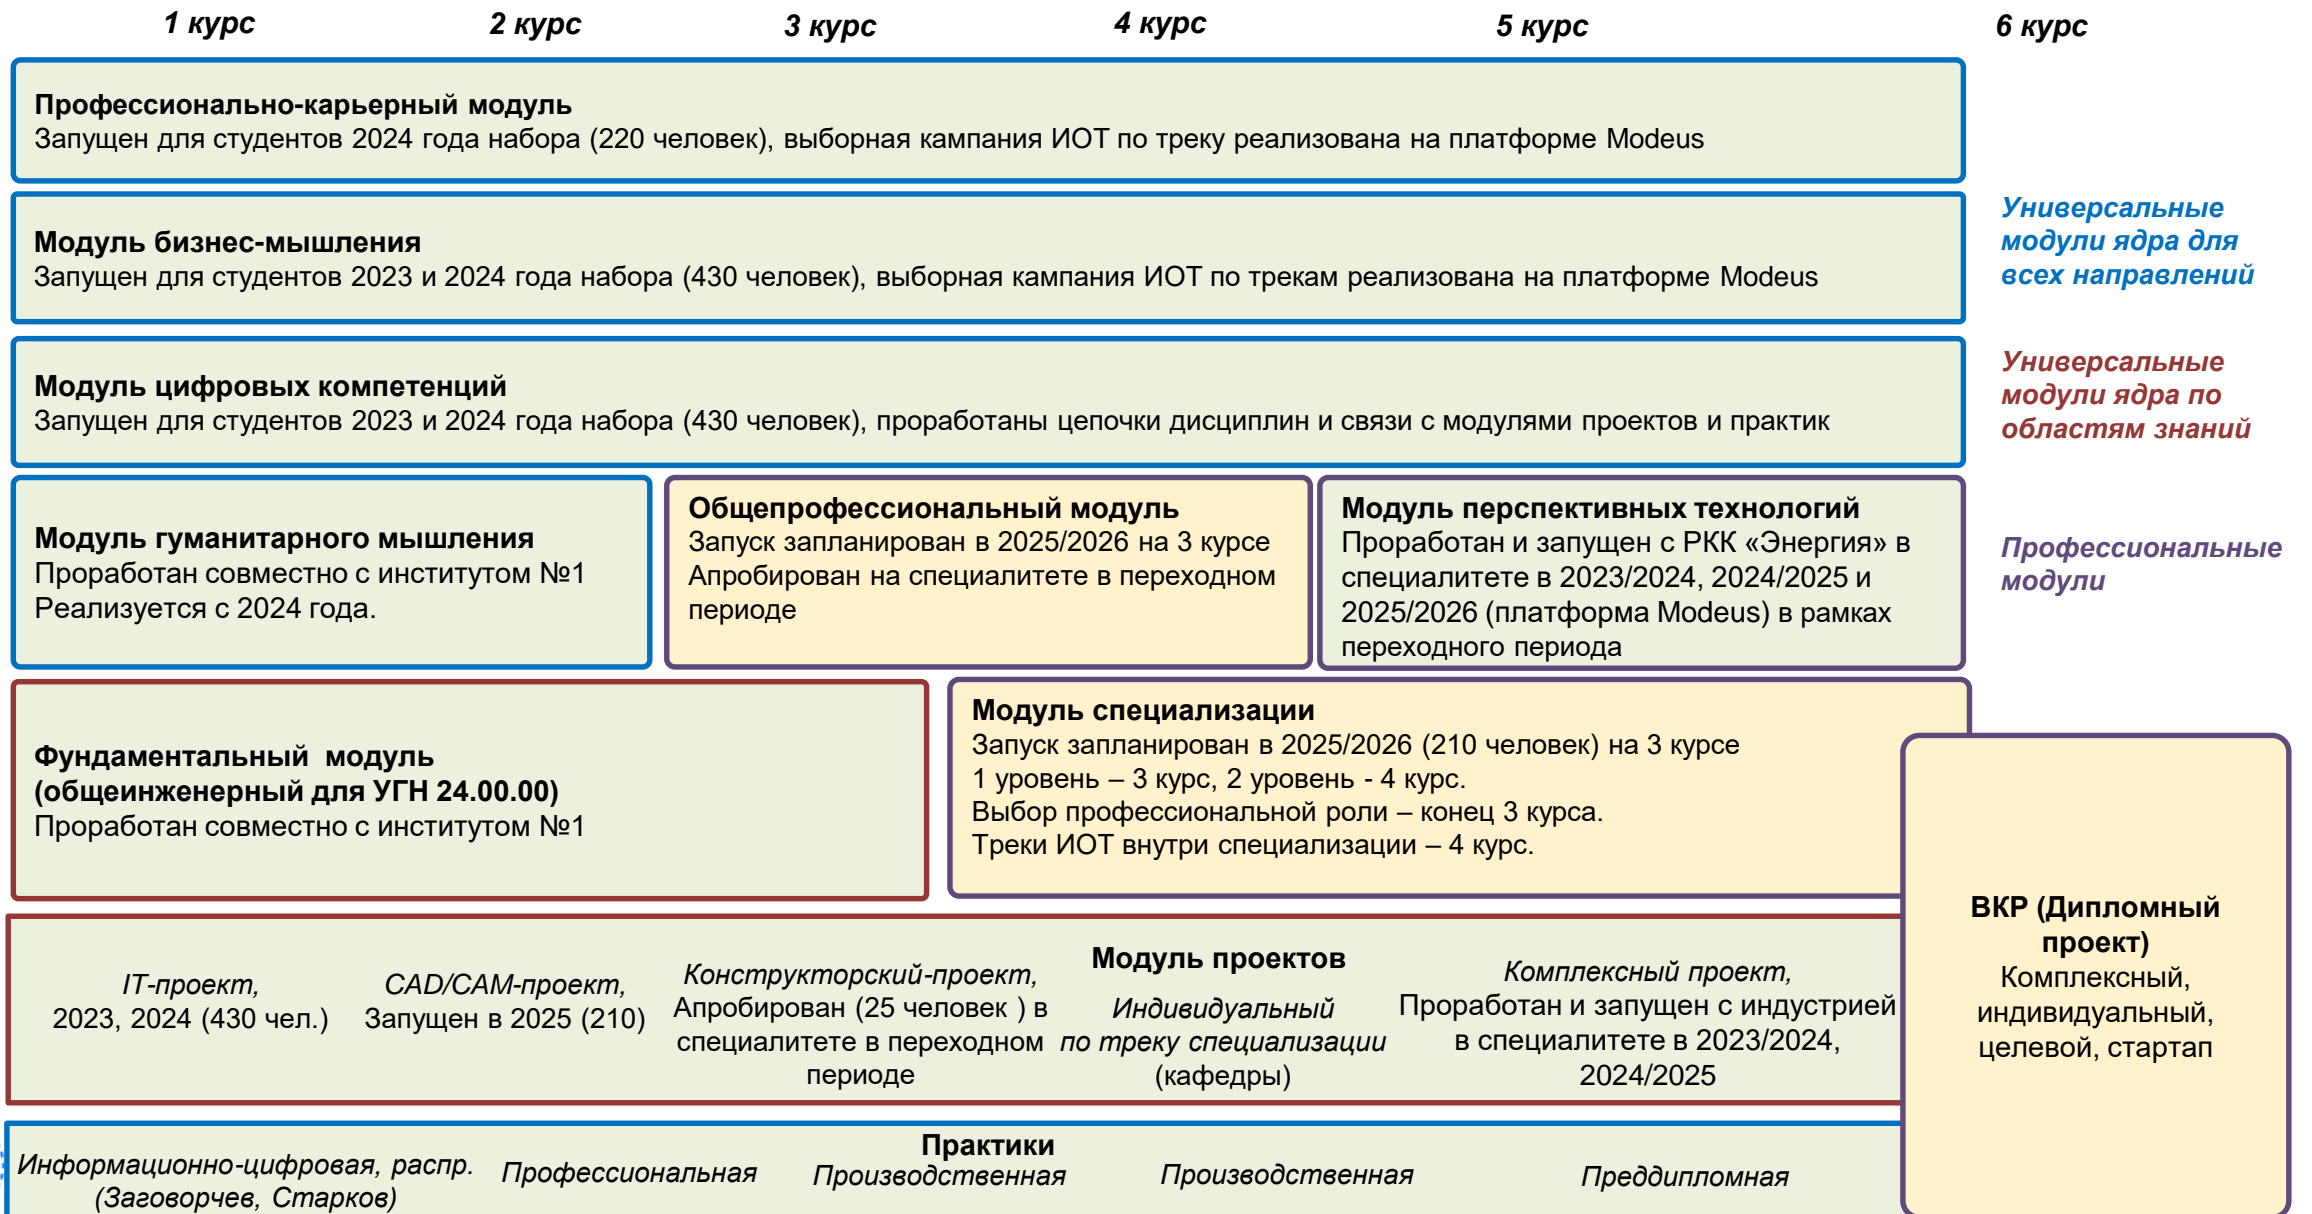 1 курс
2 курс
3 курс
4 курс
5 курс
6 курс
Профессионально-карьерный модуль
Запущен для студентов 2024 года набора (220 человек), выборная кампания ИОТ по треку реализована на платформе Modeus
Модуль бизнес-мышления
Запущен для студентов 2023 и 2024 года набора (430 человек), выборная кампания ИОТ по трекам реализована на платформе Modeus
Универсальные
модули ядра для
всех направлений
Модуль цифровых компетенций
Запущен для студентов 2023 и 2024 года набора (430 человек), проработаны цепочки дисциплин и связи с модулями проектов и практик
Универсальные
модули ядра по
областям знаний
Модуль гуманитарного мышления
Проработан совместно с институтом №1
Реализуется с 2024 года.
Общепрофессиональный модуль
Запуск запланирован в 2025/2026 на 3 курсе
Апробирован на специалитете в переходном
периоде
Модуль перспективных технологий
Проработан и запущен с РКК «Энергия» в
специалитете в 2023/2024, 2024/2025 и
2025/2026 (платформа Modeus) в рамках
переходного периода
Профессиональные
модули
Фундаментальный модуль
(общеинженерный для УГН 24.00.00)
Проработан совместно с институтом №1
Модуль специализации
Запуск запланирован в 2025/2026 (210 человек) на 3 курсе
1 уровень – 3 курс, 2 уровень - 4 курс.
Выбор профессиональной роли – конец 3 курса.
Треки ИОТ внутри специализации – 4 курс.
Модуль проектов
IT-проект,
2023, 2024 (430 чел.)
CAD/CAM-проект,
Запущен в 2025 (210)
Конструкторский-проект,
Апробирован (25 человек ) в
специалитете в переходном
периоде
Индивидуальный
по треку специализации
(кафедры)
Комплексный проект,
Проработан и запущен с индустрией
в специалитете в 2023/2024,
2024/2025
ВКР (Дипломный
проект)
Комплексный,
индивидуальный,
целевой, стартап
Практики
Информационно-цифровая, распр.
(Заговорчев, Старков)
Профессиональная
Производственная
Производственная
Преддипломная